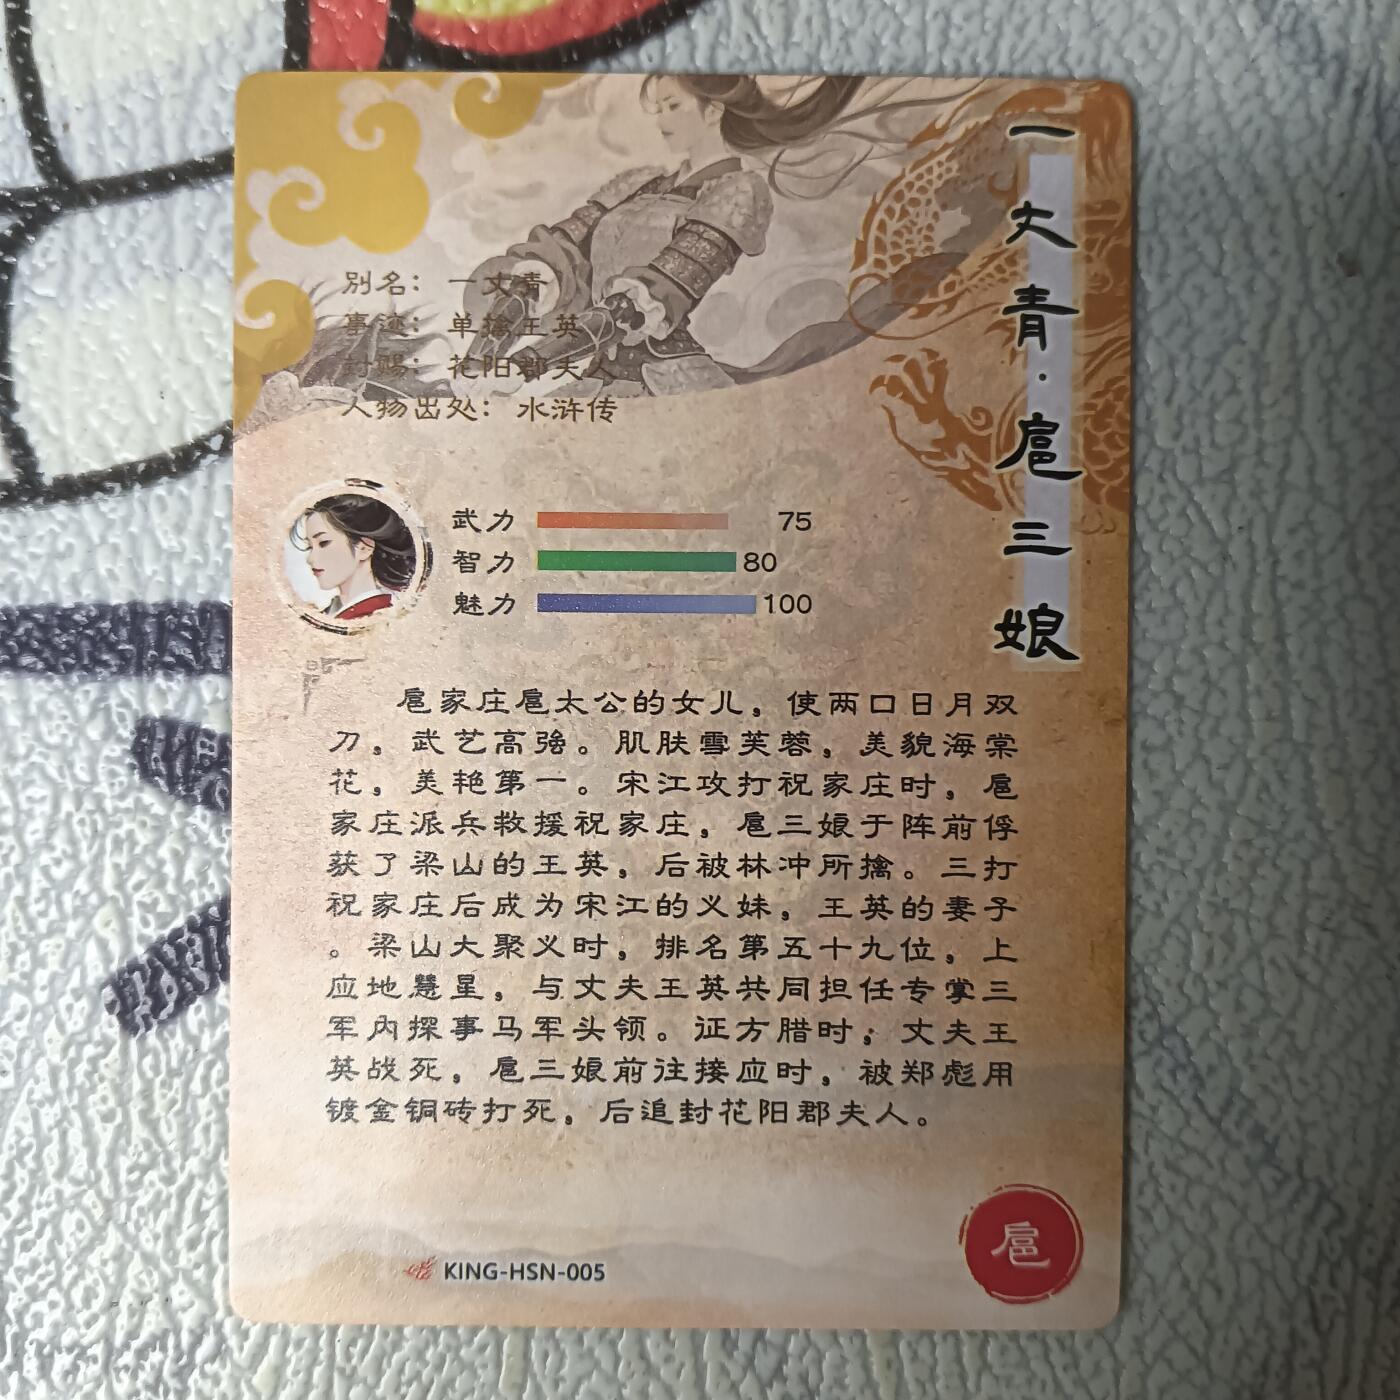 一丈青·扈三娘
别名：一丈青
事迹：单擒王英
封赐：花阳郡夫人
人物出处：水浒传
武力 75
智力 80
魅力 100
扈家庄扈太公的女儿，使两口日月双
刀，武艺高强。肌肤雪芙蓉，美貌海棠
花，美艳第一。宋江攻打祝家庄时，扈
家庄派兵救援祝家庄，扈三娘于阵前俘
获了梁山的王英，后被林冲所擒。三打
祝家庄后成为宋江的义妹，王英的妻子
。梁山大聚义时，排名第五十九位，上
应地慧星，与丈夫王英共同担任专掌三
军内探事马军头领。证方腊时；丈夫王
英战死，扈三娘前往接应时，被郑彪用
镀金铜砖打死，后追封花阳郡夫人。
KING-HSN-005
扈